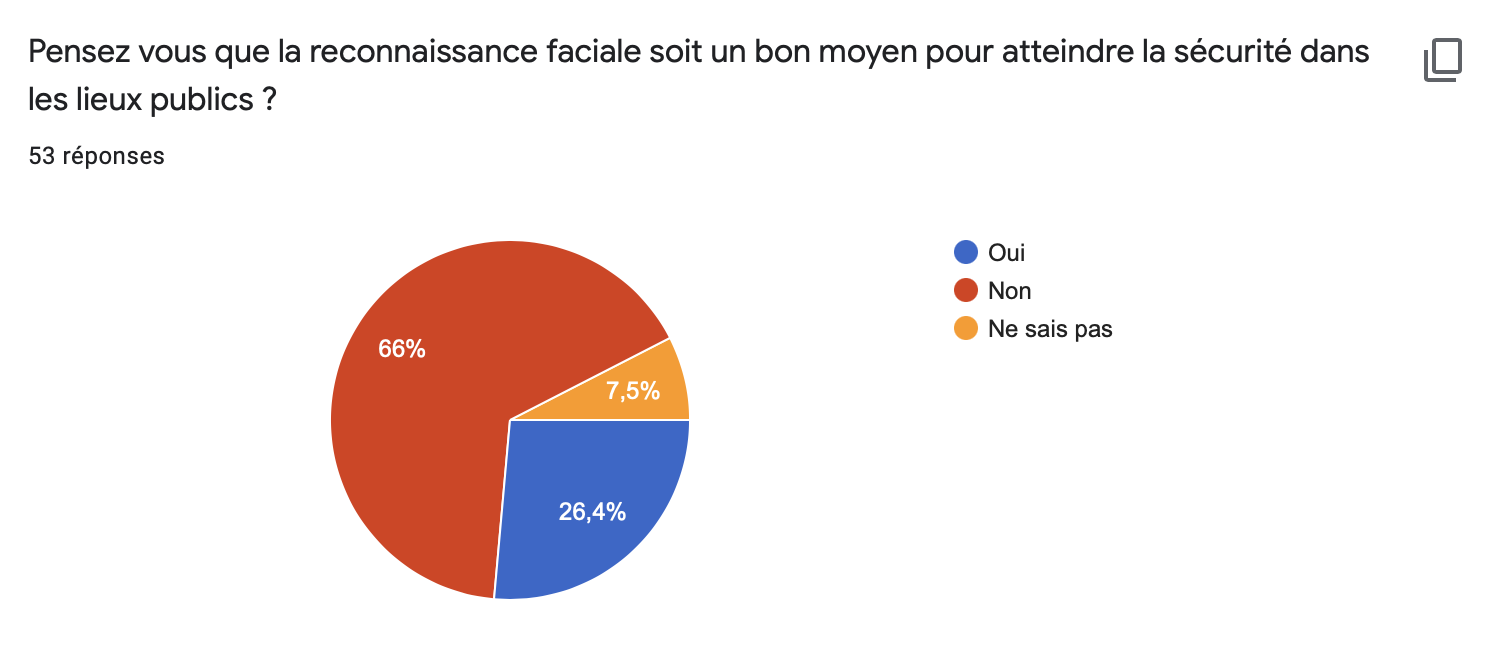 Pensez vous que la reconnaissance faciale soit un bon moyen pour atteindre la sécurité dans
les lieux publics ?
53 réponses
Oui
Non
Ne sais pas
66%
7,5%
26,4%